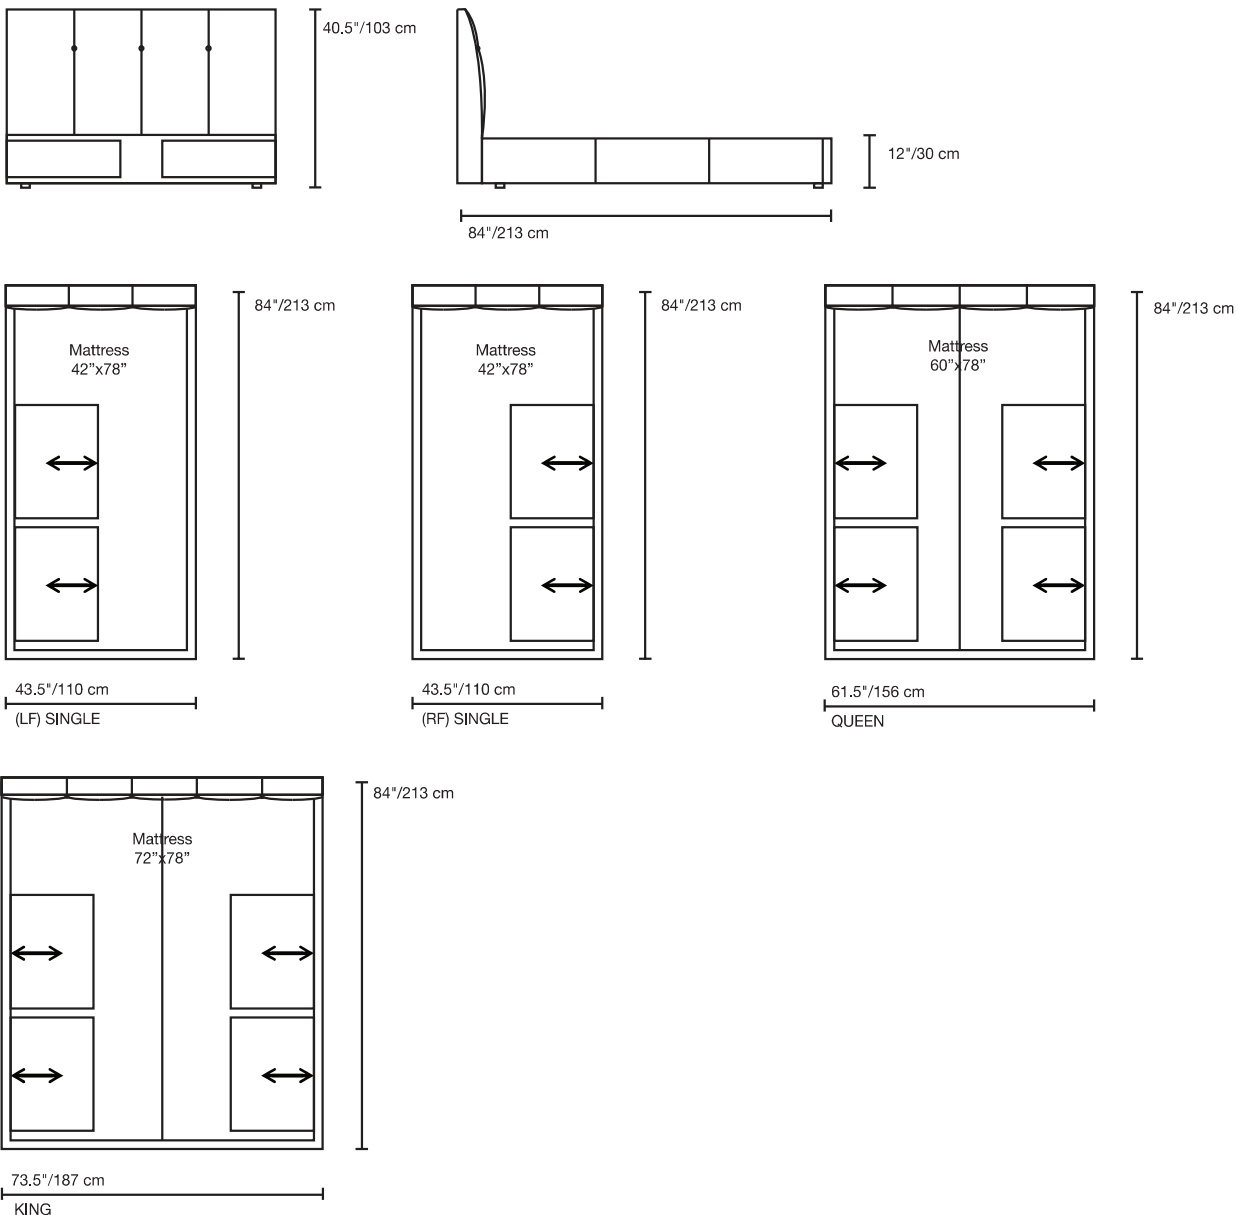 40.5"/103 cm
12"/30 cm
84"/213 cm
84"/213 cm
Mattress
42”x78”
84"/213 cm
Mattress
42”x78”
84"/213 cm
Mattress
60”x78”
43.5"/110 cm
(LF) SINGLE
43.5"/110 cm
(RF) SINGLE
61.5"/156 cm
QUEEN
84"/213 cm
Mattress
72”x78”
73.5"/187 cm
KING